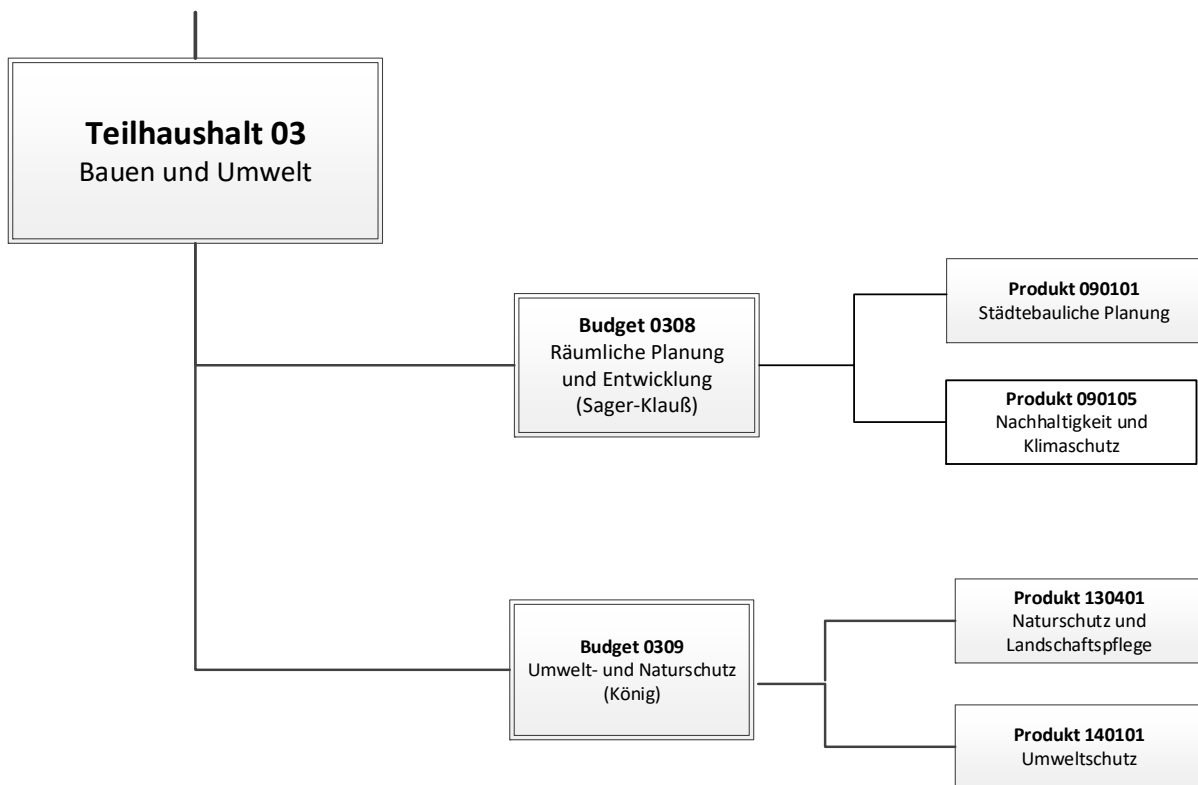 Teilhaushalt 03
Bauen und Umwelt
Budget 0308
Räumliche Planung
und Entwicklung
(Sager-Klauß)
Produkt 090101
Städtebauliche Planung
Produkt 090105
Nachhaltigkeit und
Klimaschutz
Budget 0309
Umwelt- und Naturschutz
(König)
Produkt 130401
Naturschutz und
Landschaftspflege
Produkt 140101
Umweltschutz